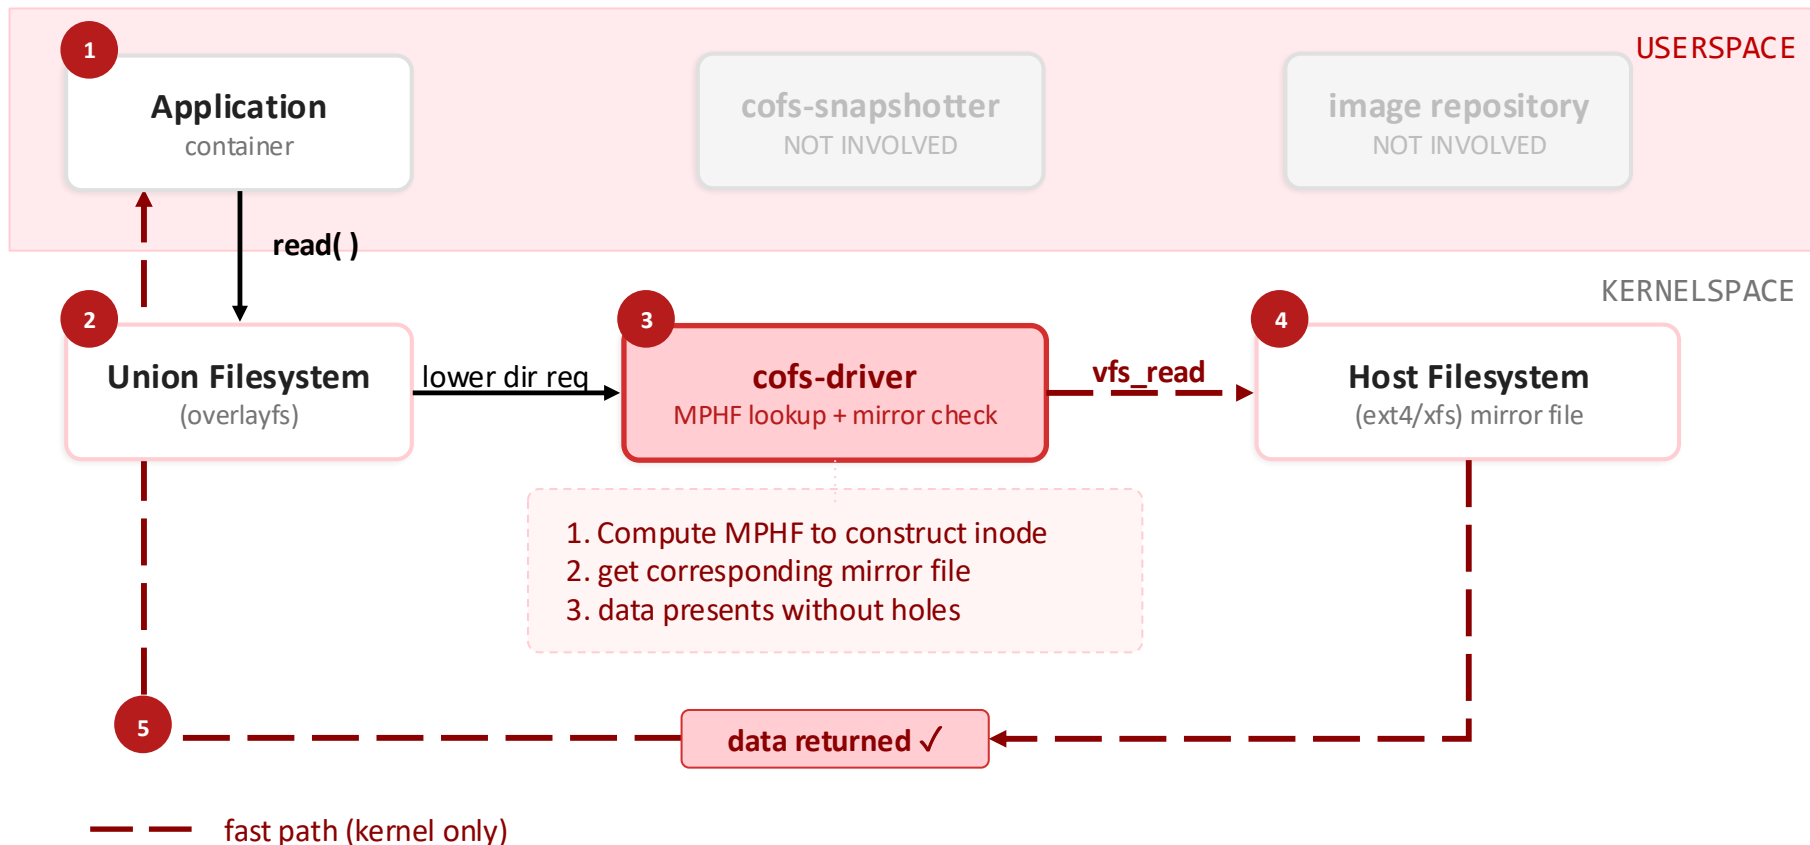 USERSPACE
1
Application
container
cofs-snapshotter
NOT INVOLVED
image repository
NOT INVOLVED
read( )
KERNELSPACE
2
Union Filesystem
(overlayfs)
lower dir req
3
cofs-driver
MPHF lookup + mirror check
vfs_read
4
Host Filesystem
(ext4/xfs) mirror file
1. Compute MPHF to construct inode
2. get corresponding mirror file
3. data presents without holes
5
data returned ✓
fast path (kernel only)